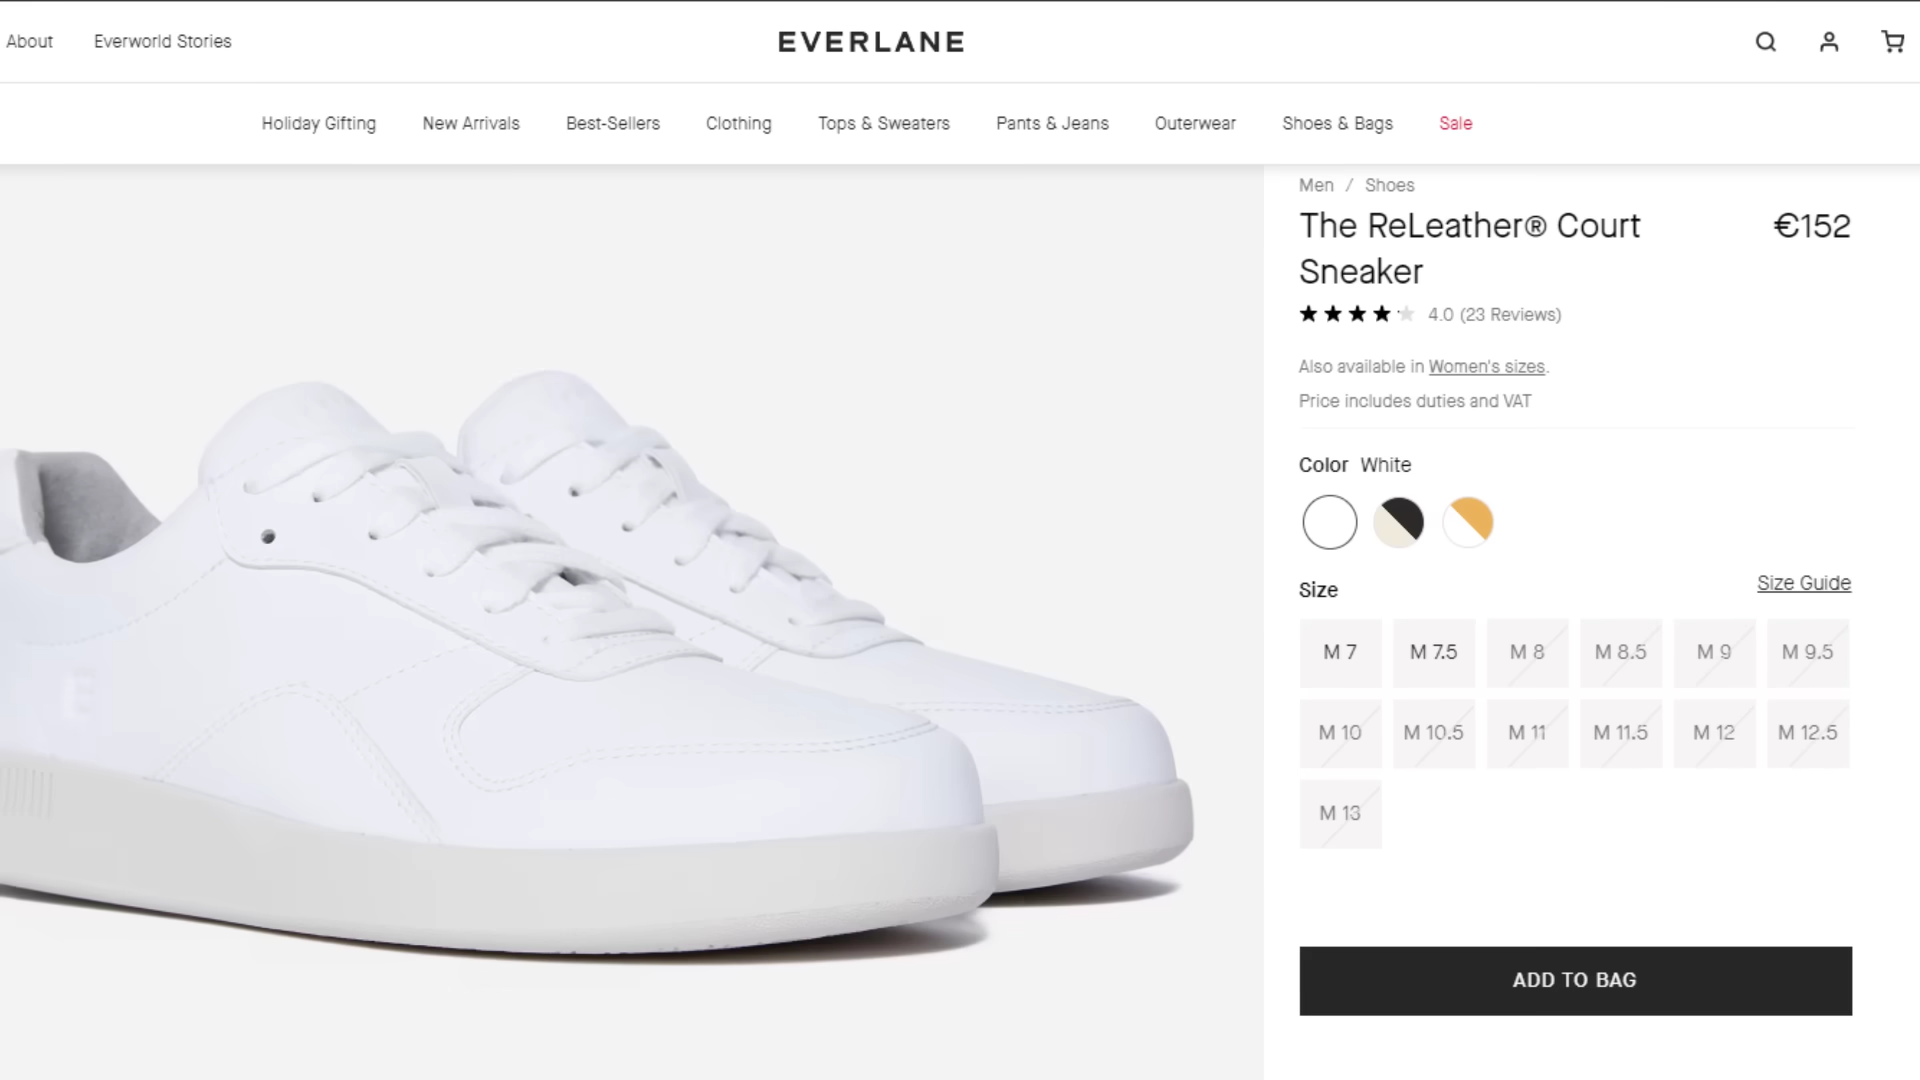 About
Everworld Stories
EVERLANE
Holiday Gifting
New Arrivals
Best-Sellers
Clothing
Tops & Sweaters
Pants & Jeans
Outerwear
Shoes & Bags
Sale
Men / Shoes
The ReLeather® Court
Sneaker
€152
4.0 (23 Reviews)
Also available in Women's sizes.
Price includes duties and VAT
Color White
Size
Size Guide
M 7
M 7.5
M 8
M 8.5
M 9
M 9.5
M 10
M 10.5
M 11
M 11.5
M 12
M 12.5
M 13
ADD TO BAG
E